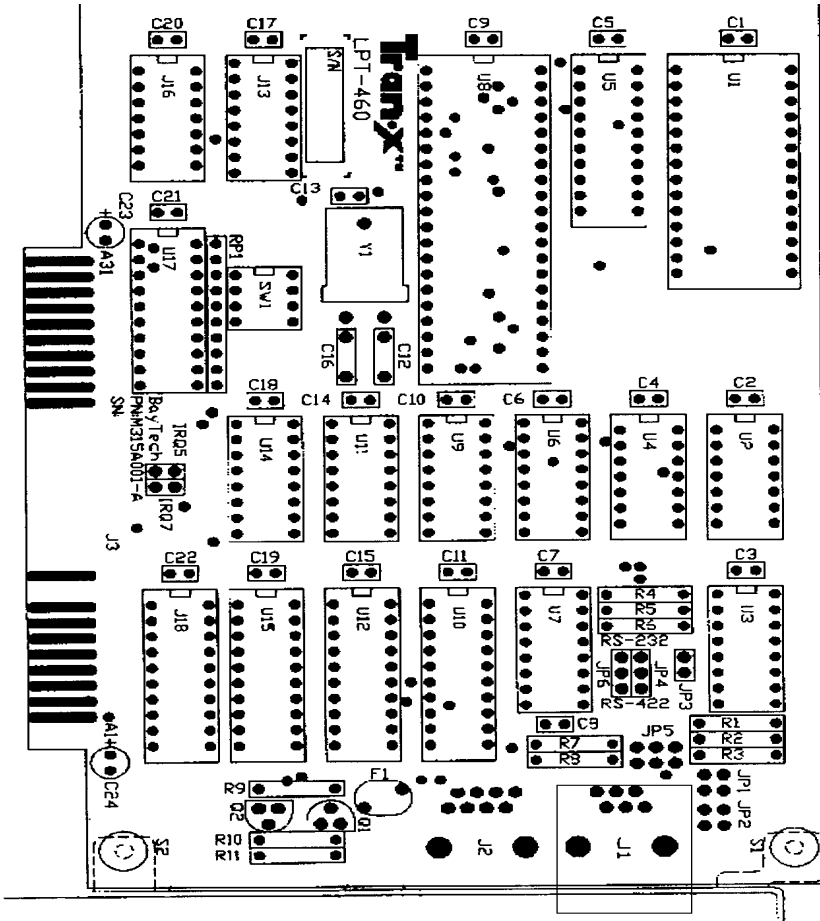 C20
C17
C9
C5
C1
J16
J13
S/N
LPT-460
Tranx™
U8
U5
U1
C13
C21
+
C23
A31
U17
RP1
SW1
Y1
C16
C12
C18
C14
C10
C6
C4
C2
SN:
PN:M315A001-A
BayTech
IRQ5
IRQ7
U14
U11
U9
U6
U4
U2
J3
C22
C19
C15
C11
C7
C3
J18
U15
U12
U10
U7
R4
R5
R6
RS-232
JP6
JP4
JP3
RS-422
U3
A1+
C24
C8
JP5
R1
R2
R3
R7
R8
R9
F1
Q2
Q1
R10
R11
JP1
JP2
S2
J2
J1
S1